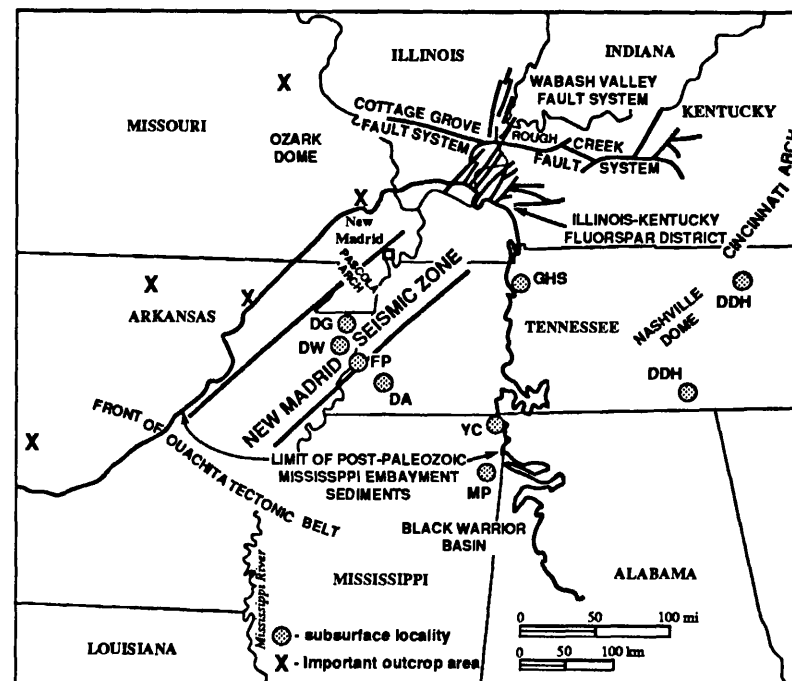 ILLINOIS
INDIANA
WABASH VALLEY
FAULT SYSTEM
KENTUCKY
MISSOURI
X
OZARK
DOME
COTTAGE GROVE
FAULT SYSTEM
ROUGH CREEK
FAULT SYSTEM
CINCINNATI ARCH
X
New
Madrid
PASCOLA
ARCH
ILLINOIS-KENTUCKY
FLUORSPAR DISTRICT
X
X
ARKANSAS
GHS
DDH
TENNESSEE
NASHVILLE
DOME
NEW MADRID SEISMIC ZONE
DG
DW
FP
DA
DDH
X
FRONT OF OUACHITA TECTONIC BELT
YC
LIMIT OF POST-PALEOZOIC
MISSISSPPI EMBAYMENT
SEDIMENTS
MP
BLACK WARRIOR
BASIN
MISSISSIPPI
ALABAMA
Mississippi River
LOUISIANA
- subsurface locality
X - Important outcrop area
0 50 100 mi
0 50 100 km